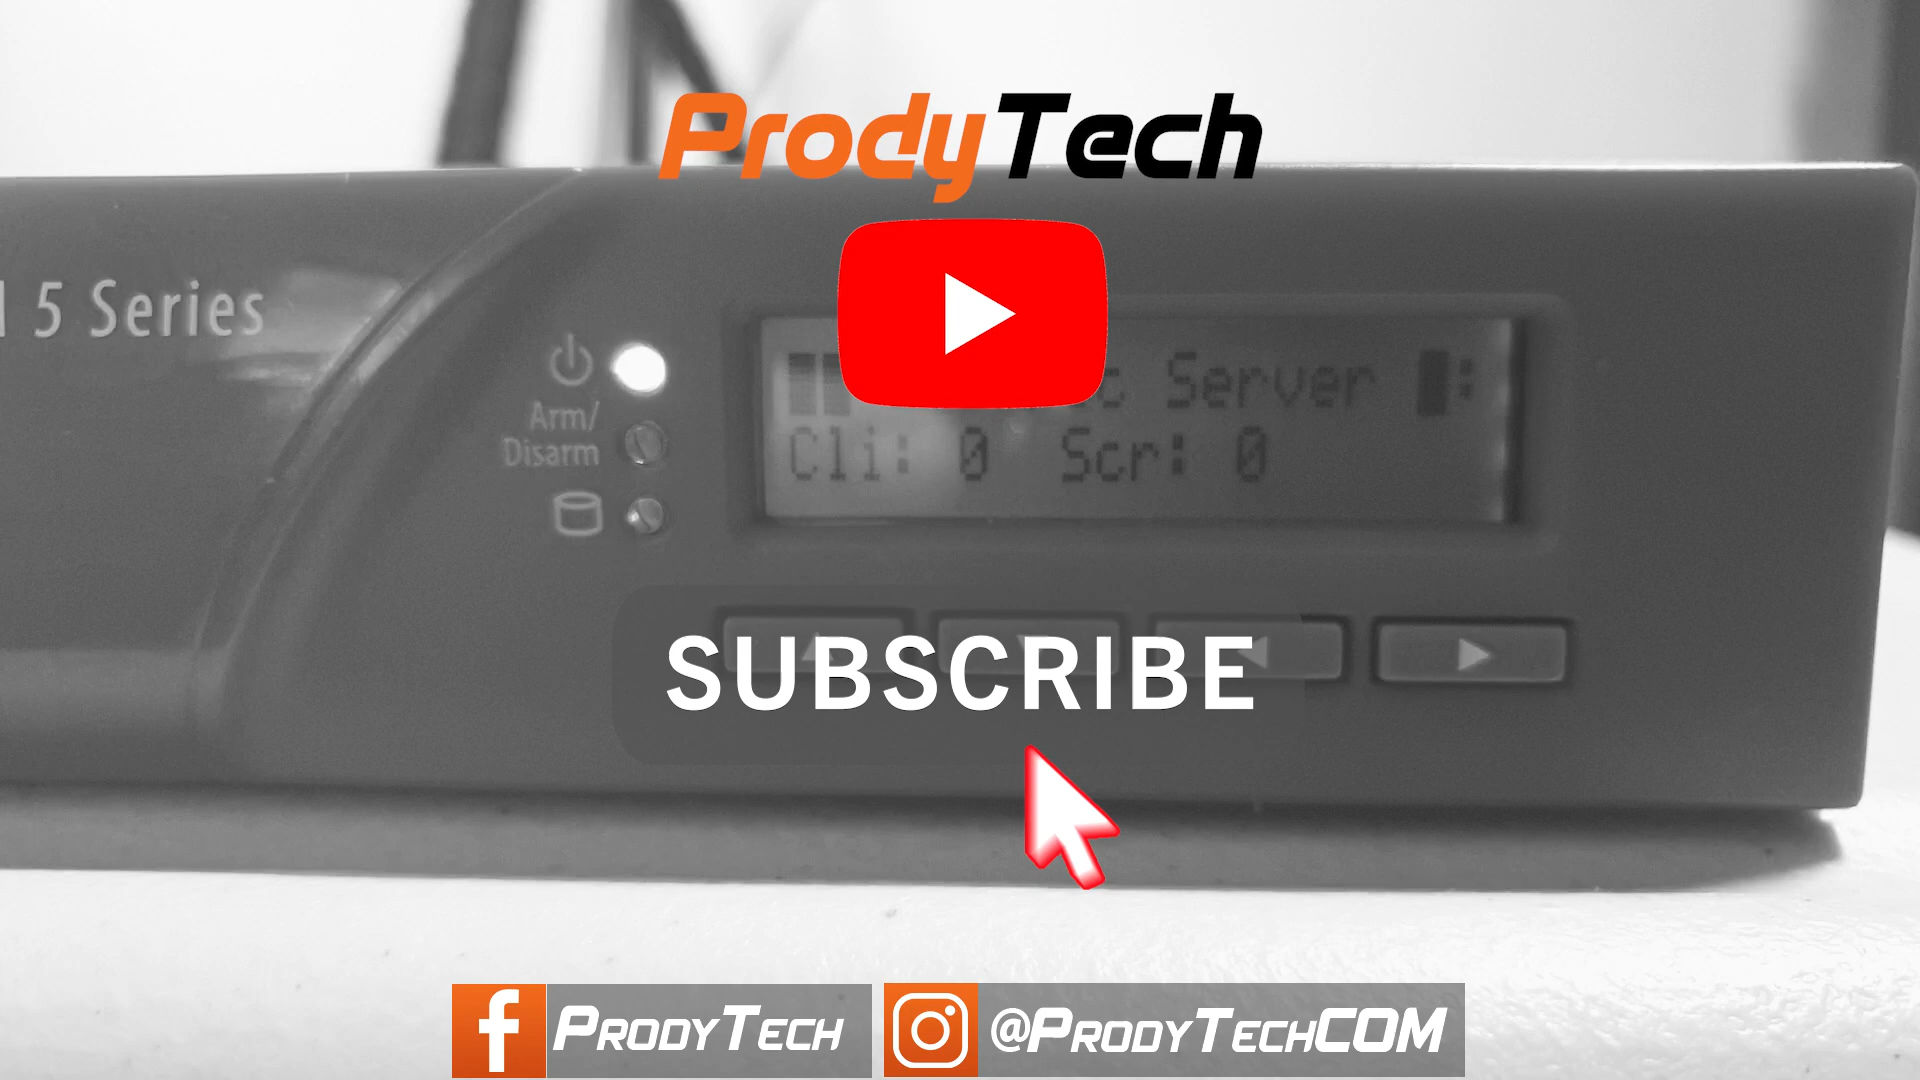 ProdyTech
5 Series
Arm/
Disarm
Server
Cli: 0 Scr: 0
SUBSCRIBE
PRODYTECH
@PRODYTECHCOM